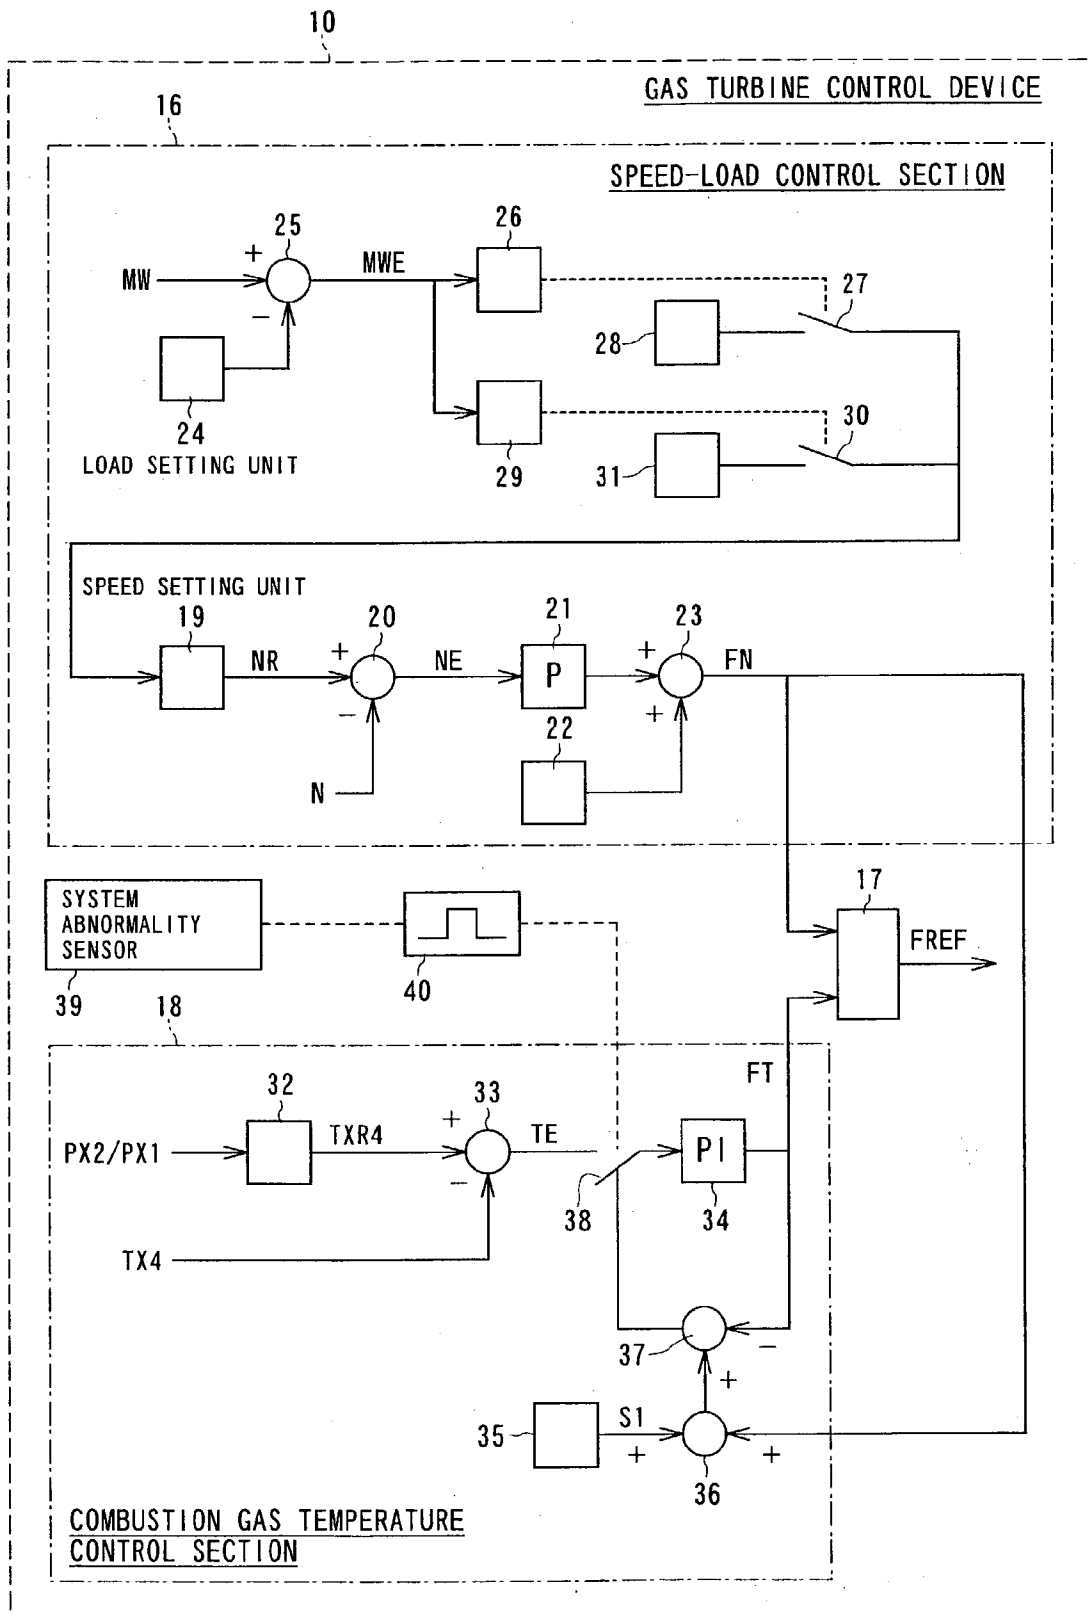 10
GAS TURBINE CONTROL DEVICE
16
SPEED-LOAD CONTROL SECTION
25
26
+
MW
MWE
27
−
28
24
30
LOAD SETTING UNIT
29
31
SPEED SETTING UNIT
19
20
21
23
NR
+
NE
P
+
FN
−
+
22
N
17
SYSTEM
ABNORMALITY
SENSOR
FREF
39
40
18
FT
32
33
+
PX2/PX1
TXR4
TE
PI
−
38
34
TX4
37
−
+
S1
35
+
+
36
COMBUSTION GAS TEMPERATURE
CONTROL SECTION